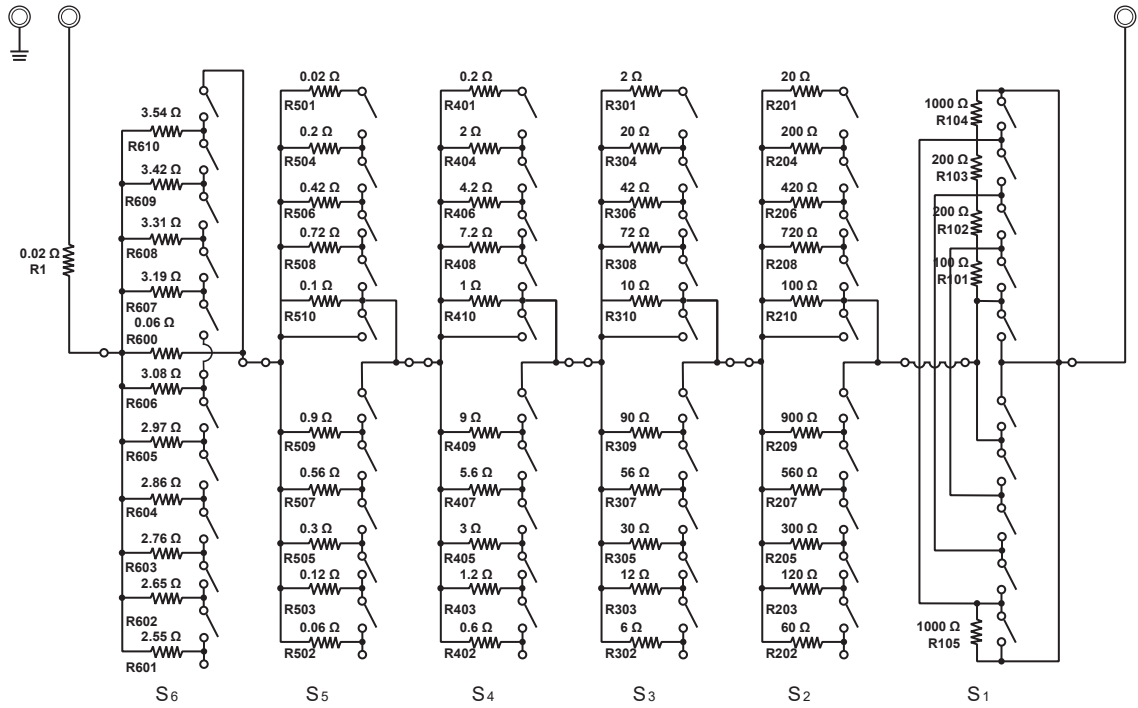 3.54 Ω
R610
3.42 Ω
R609
3.31 Ω
R608
3.19 Ω
R607
0.06 Ω
R600
3.08 Ω
R606
2.97 Ω
R605
2.86 Ω
R604
2.76 Ω
R603
2.65 Ω
R602
2.55 Ω
R601
0.02 Ω
R1
0.02 Ω
R501
0.2 Ω
R504
0.42 Ω
R506
0.72 Ω
R508
0.1 Ω
R510
0.9 Ω
R509
0.56 Ω
R507
0.3 Ω
R505
0.12 Ω
R503
0.06 Ω
R502
0.2 Ω
R401
2 Ω
R404
4.2 Ω
R406
7.2 Ω
R408
1 Ω
R410
9 Ω
R409
5.6 Ω
R407
3 Ω
R405
1.2 Ω
R403
0.6 Ω
R402
2 Ω
R301
20 Ω
R304
42 Ω
R306
72 Ω
R308
10 Ω
R310
90 Ω
R309
56 Ω
R307
30 Ω
R305
12 Ω
R303
6 Ω
R302
20 Ω
R201
200 Ω
R204
420 Ω
R206
720 Ω
R208
100 Ω
R210
900 Ω
R209
560 Ω
R207
300 Ω
R205
120 Ω
R203
60 Ω
R202
1000 Ω
R104
200 Ω
R103
200 Ω
R102
100 Ω
R101
1000 Ω
R105
S6
S5
S4
S3
S2
S1